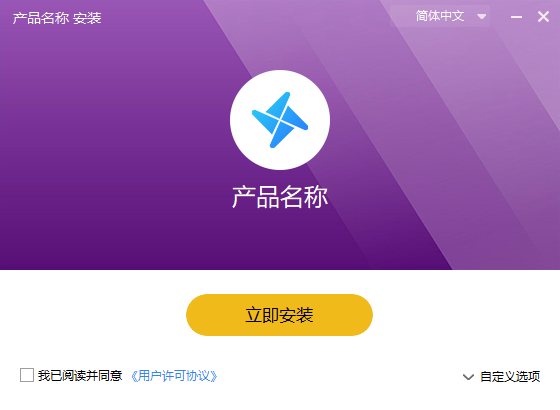 产品名称 安装
简体中文
产品名称
立即安装
我已阅读并同意 《用户许可协议》
自定义选项